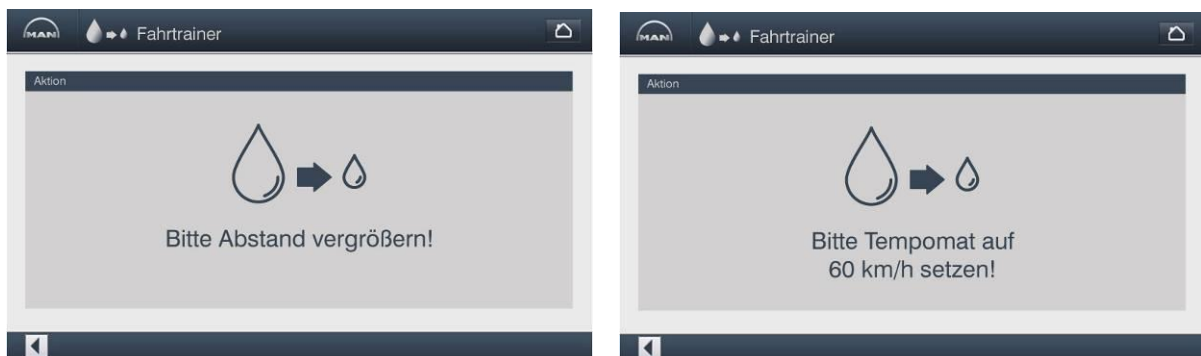 MAN Fahrtrainer
Aktion
Bitte Abstand vergrößern!
MAN Fahrtrainer
Aktion
Bitte Tempomat auf
60 km/h setzen!